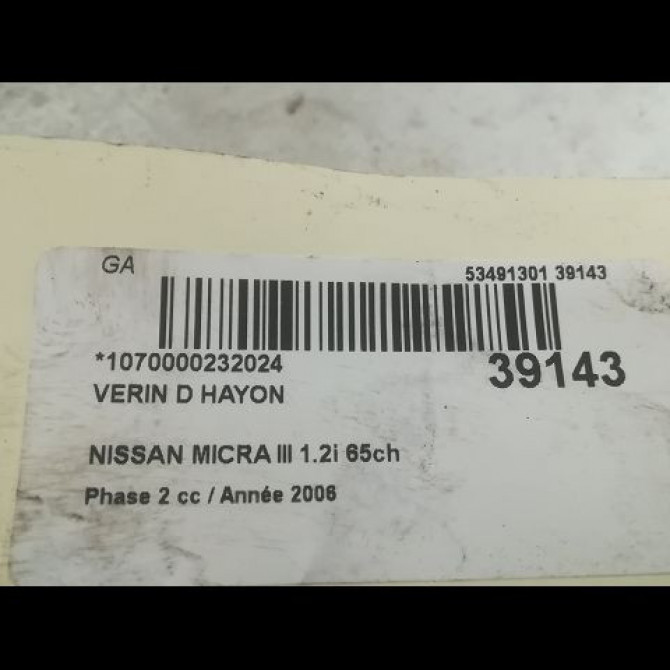 GA
53491301 39143
*1070000232024
39143
VERIN D HAYON
NISSAN MICRA III 1.2i 65ch
Phase 2 cc / Année 2006